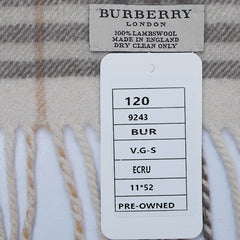 BURBERRY
LONDON
100% LAMBSWOOL
MADE IN ENGLAND
DRY CLEAN ONLY
120
9243
BUR
V.G-S
ECRU
11*52
PRE-OWNED